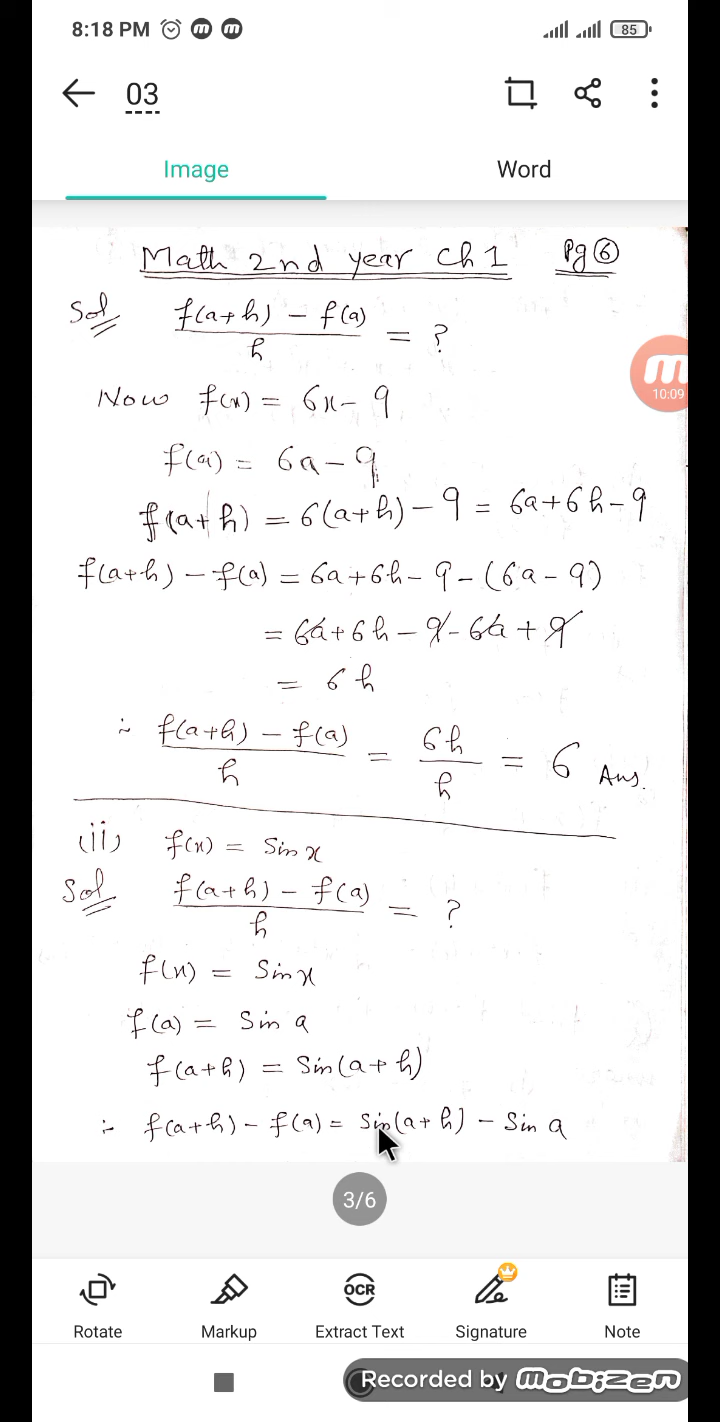 8:18 PM
85
03
Image Word
Math 2nd year Ch 1 Pg 6
Sol f(a+h) - f(a) / h = ?
10:09
Now f(x) = 6x - 9
f(a) = 6a - 9
f(a+h) = 6(a+h) - 9 = 6a+6h-9
f(a+h) - f(a) = 6a+6h-9-(6a-9)
= 6a+6h-9-6a+9
= 6h
∴ f(a+h) - f(a) / h = 6h / h = 6 Ans.
(ii) f(x) = Sin x
Sol f(a+h) - f(a) / h = ?
f(x) = Sin x
f(a) = Sin a
f(a+h) = Sin(a+h)
∴ f(a+h) - f(a) = Sin(a+h) - Sin a
3/6
OCR
Rotate Markup Extract Text Signature Note
Recorded by mobizen